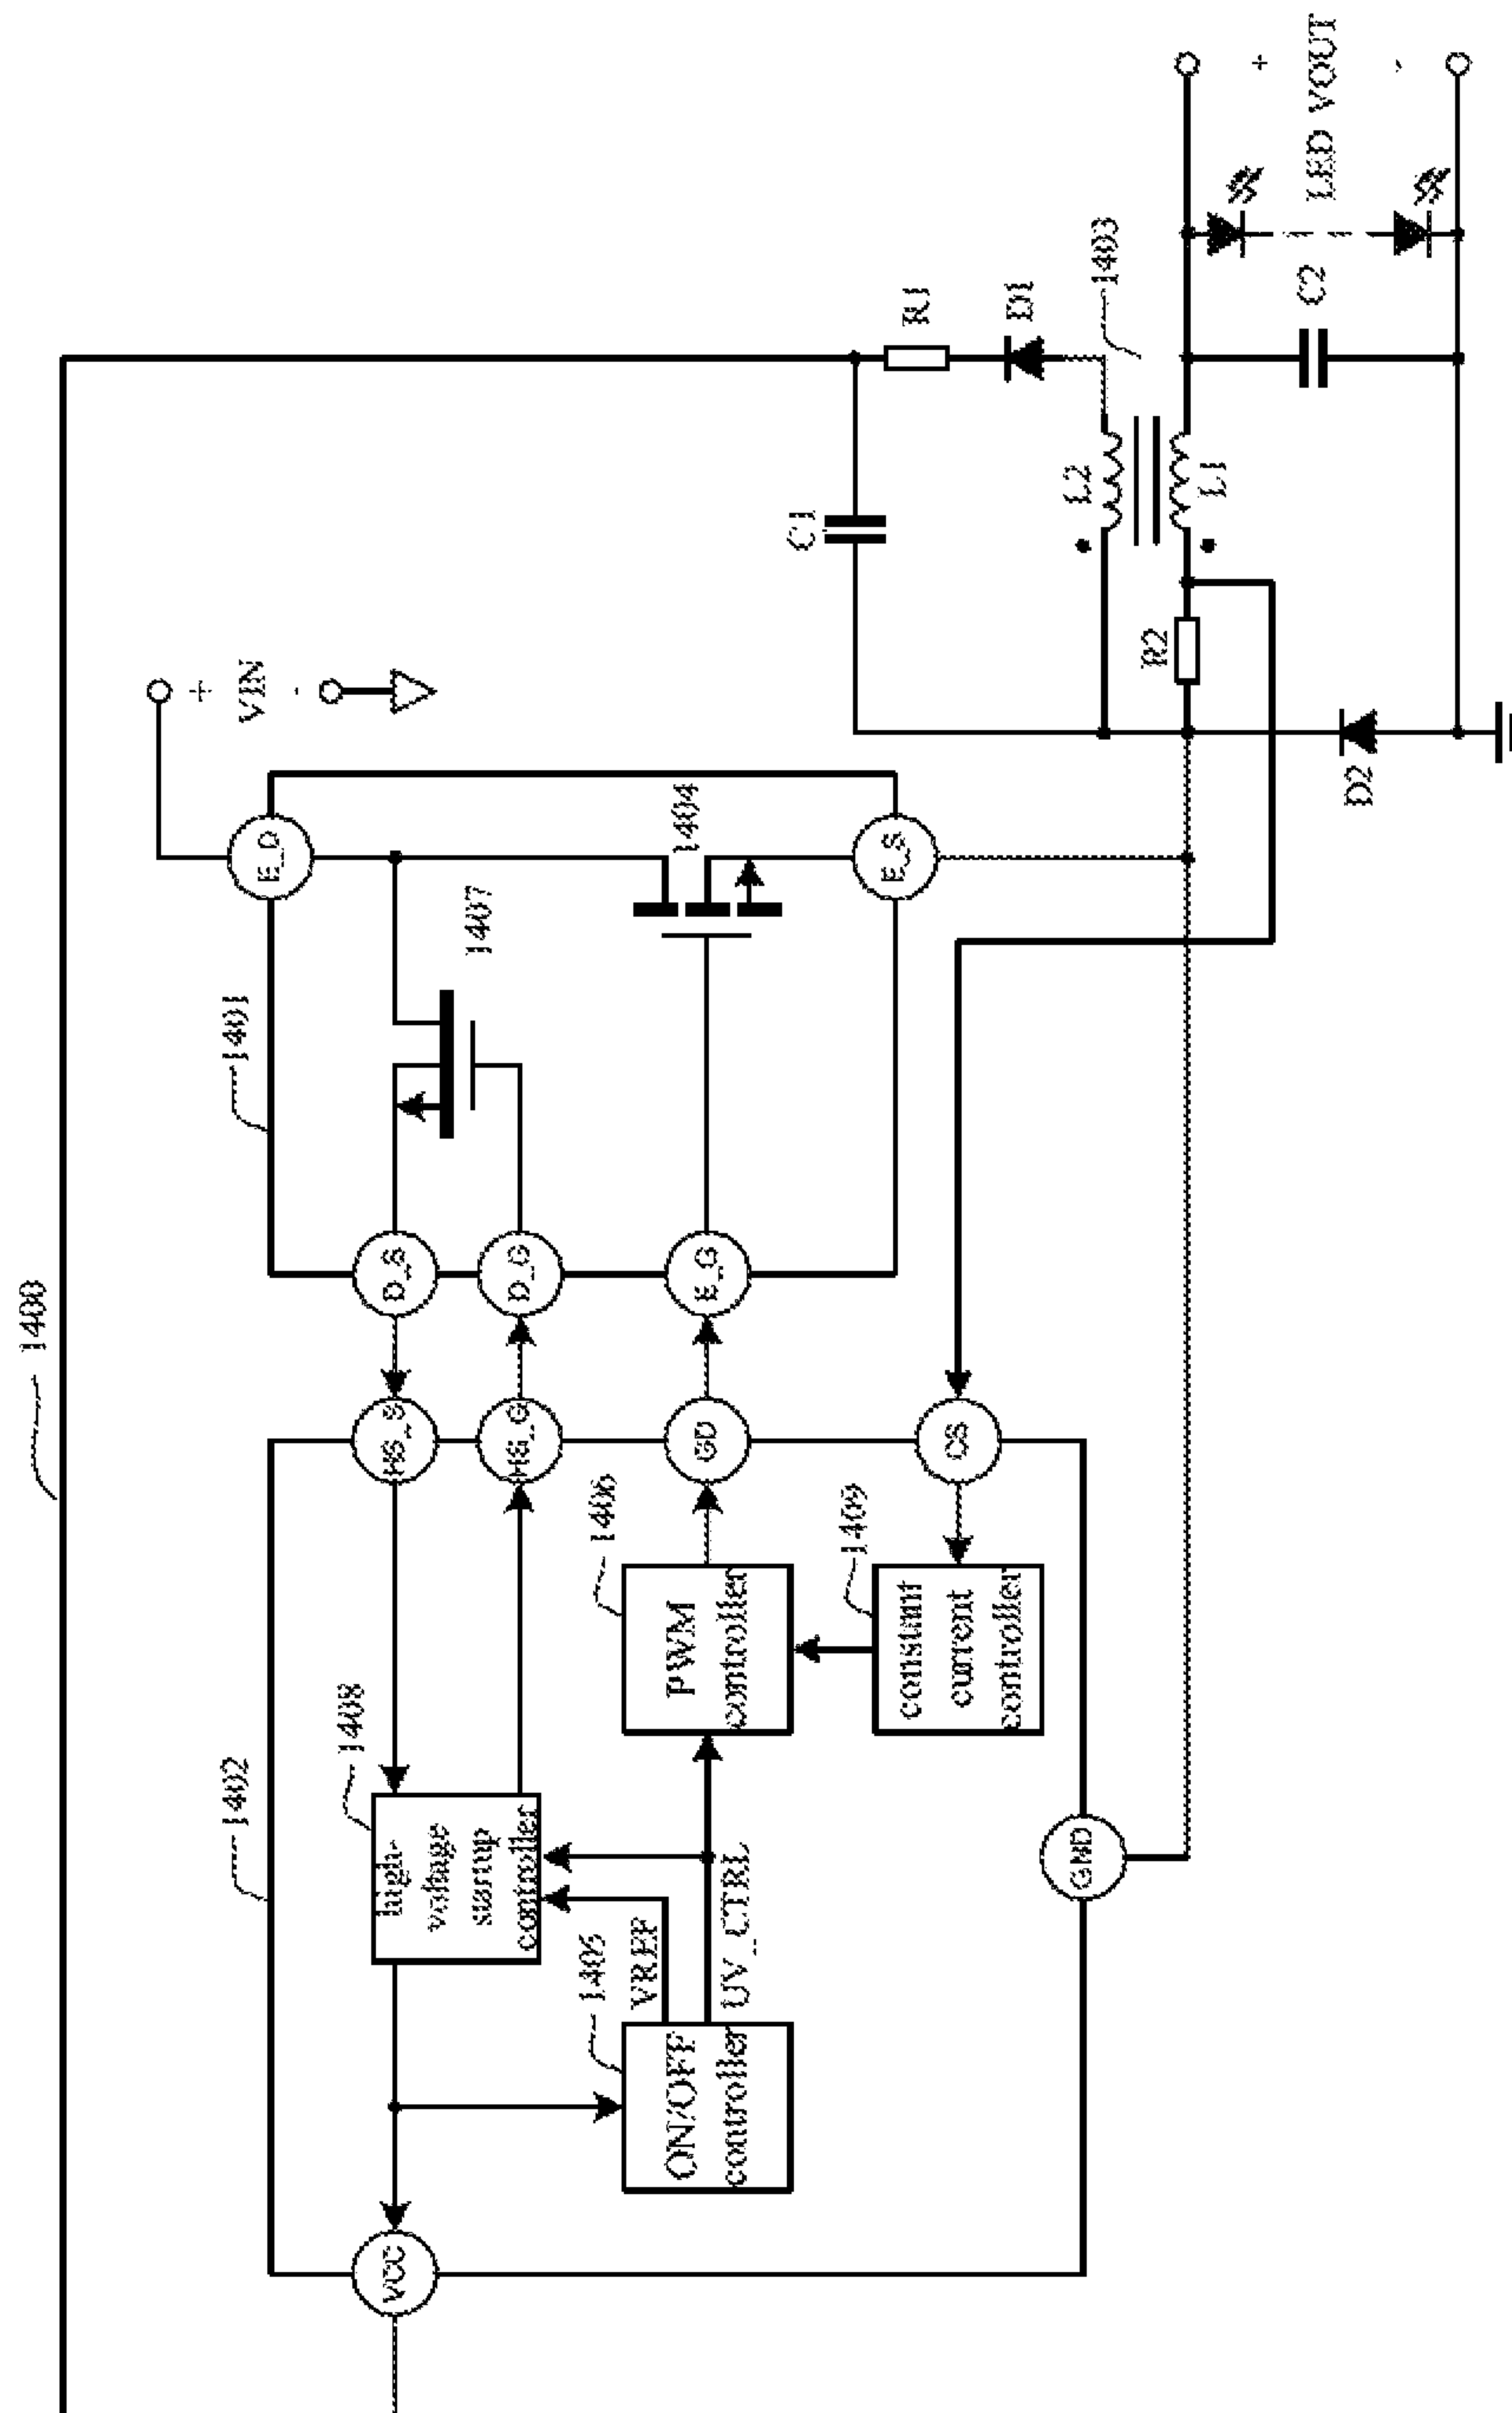 1400
1402
1408
high-
voltage
startup
controller
VCC
1405
ON/OFF
controller
VREF
UV_CTRL
1406
PWM
controller
1409
constant
current
controller
HS_S
HS_G
GD
CS
GND
1401
D_S
D_G
E_G
1407
1404
E_D
E_S
+
VIN
-
C1
R1
D1
1403
L2
L1
R2
D2
C2
+
LED VOUT
-